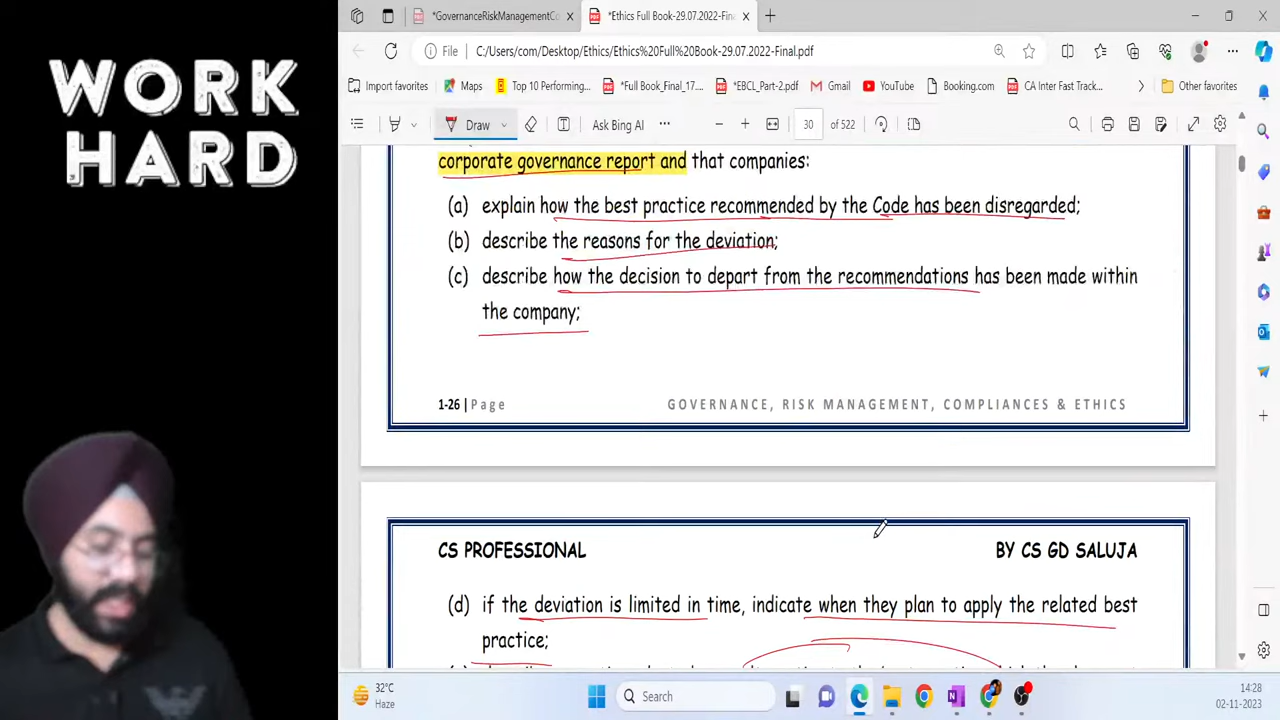 WORK
HARD
*GovernanceRiskManagementCo
*Ethics Full Book-29.07.2022-Fina
File
C:/Users/com/Desktop/Ethics/Ethics%20Full%20Book-29.07.2022-Final.pdf
Import favorites
Maps
Top 10 Performing...
*Full Book_Final_17...
*EBCL_Part-2.pdf
Gmail
YouTube
Booking.com
CA Inter Fast Track...
Other favorites
Draw
Ask Bing AI
30 of 522
corporate governance report and that companies:
(a) explain how the best practice recommended by the Code has been disregarded;
(b) describe the reasons for the deviation;
(c) describe how the decision to depart from the recommendations has been made within
the company;
1-26 | Page
GOVERNANCE, RISK MANAGEMENT, COMPLIANCES & ETHICS
CS PROFESSIONAL
BY CS GD SALUJA
(d) if the deviation is limited in time, indicate when they plan to apply the related best
practice;
32°C
Haze
Search
14:28
02-11-2023